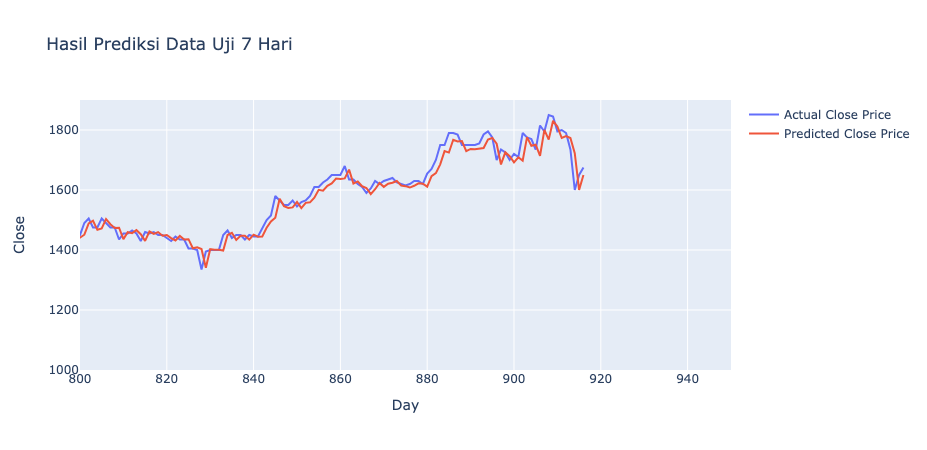 Hasil Prediksi Data Uji 7 Hari
Actual Close Price
Predicted Close Price
1800
1600
1400
1200
1000
Close
800 820 840 860 880 900 920 940
Day